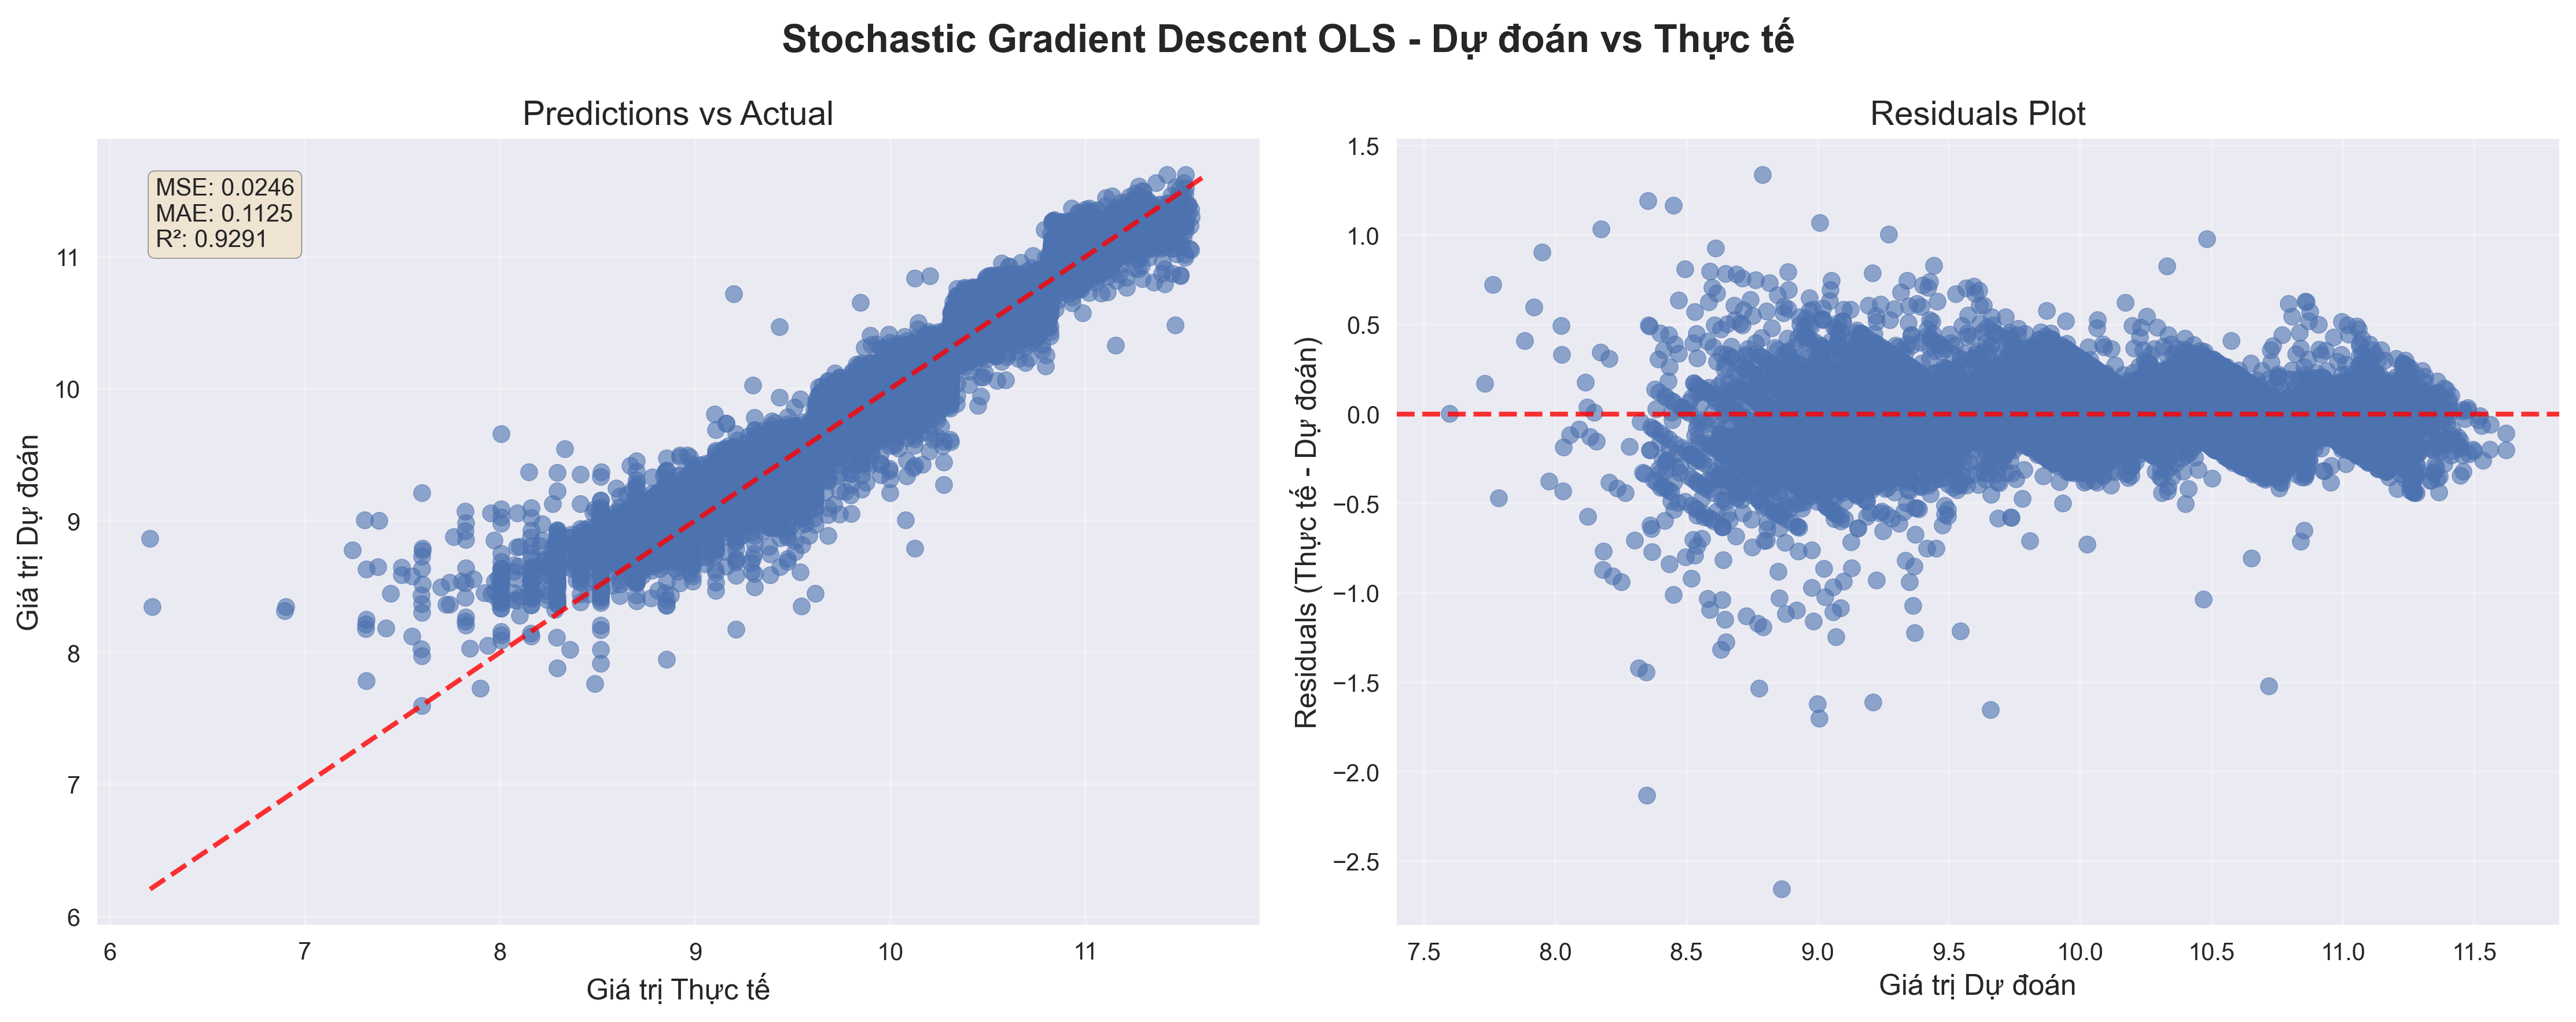 Stochastic Gradient Descent OLS - Dự đoán vs Thực tế
Predictions vs Actual
MSE: 0.0246
MAE: 0.1125
R²: 0.9291
11
10
9
8
7
6
Giá trị Dự đoán
6 7 8 9 10 11
Giá trị Thực tế
Residuals Plot
1.5
1.0
0.5
0.0
−0.5
−1.0
−1.5
−2.0
−2.5
Residuals (Thực tế - Dự đoán)
7.5 8.0 8.5 9.0 9.5 10.0 10.5 11.0 11.5
Giá trị Dự đoán